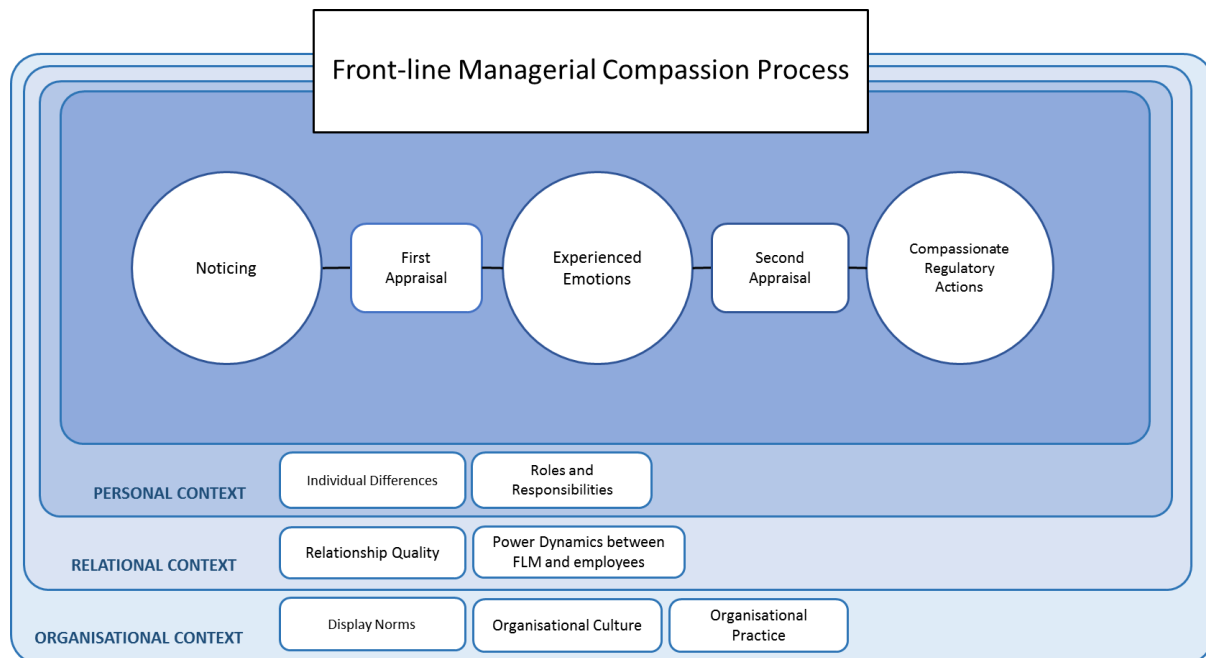 Front-line Managerial Compassion Process
Noticing
First
Appraisal
Experienced
Emotions
Second
Appraisal
Compassionate
Regulatory
Actions
PERSONAL CONTEXT
Individual Differences
Roles and
Responsibilities
RELATIONAL CONTEXT
Relationship Quality
Power Dynamics between
FLM and employees
ORGANISATIONAL CONTEXT
Display Norms
Organisational Culture
Organisational
Practice